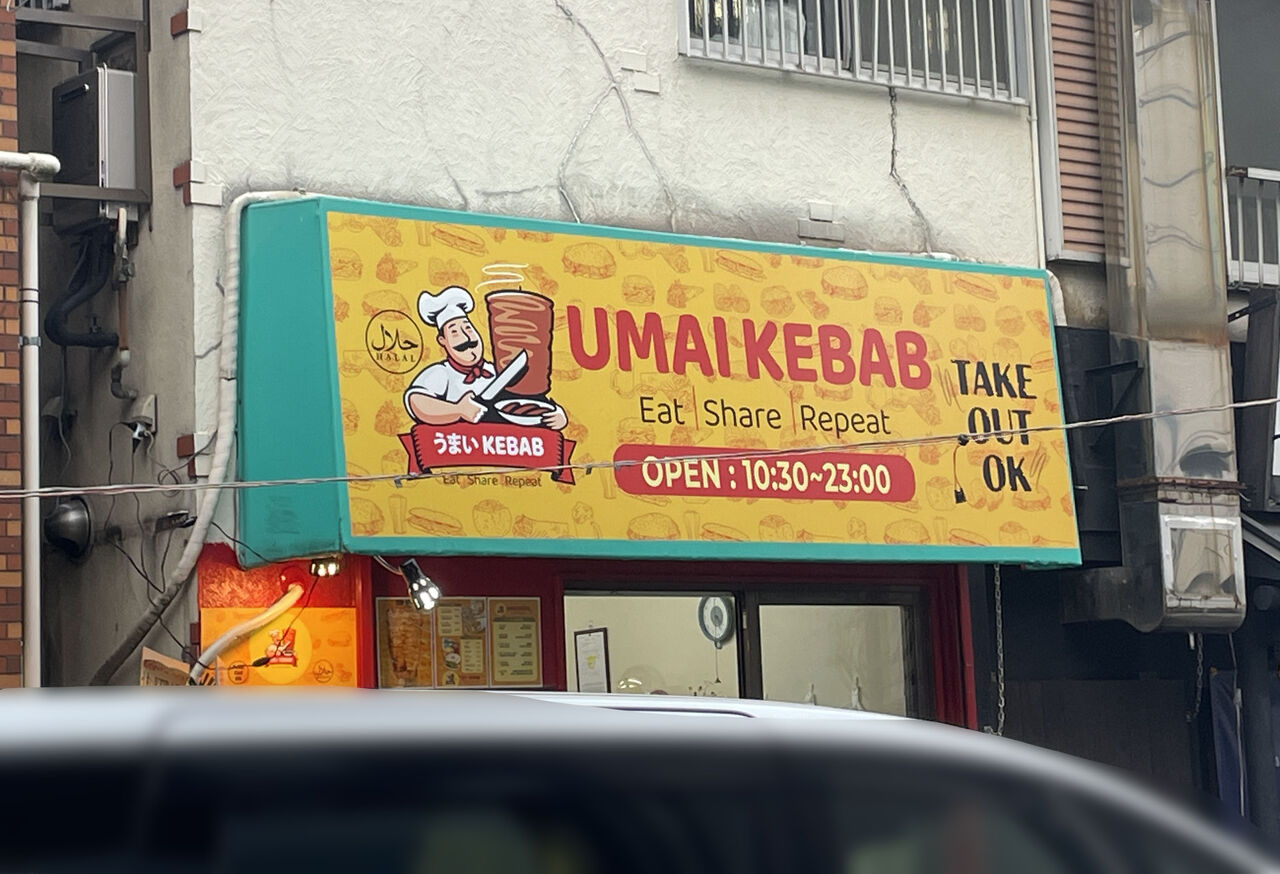 حلال
HALAL
うまい KEBAB
Eat Share Repeat
UMAI KEBAB
Eat | Share | Repeat
OPEN : 10:30~23:00
TAKE
OUT
OK